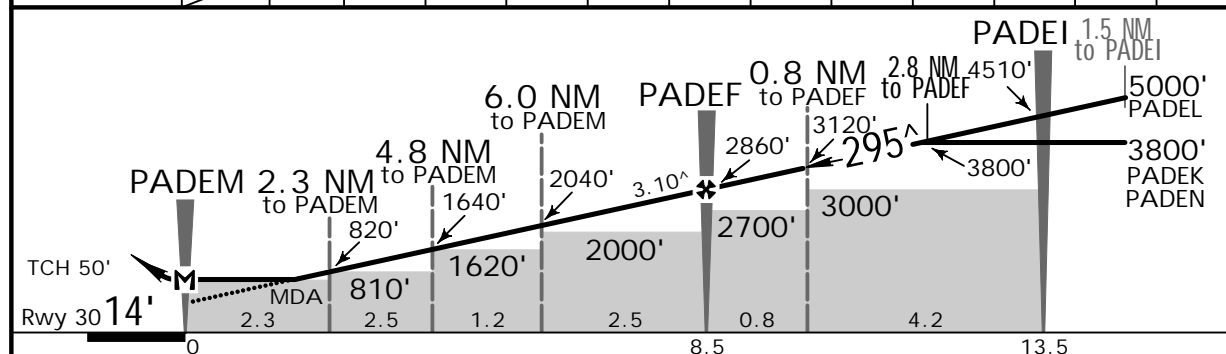 PADEI
1.5 NM
to PADEI
0.8 NM
to PADEF
2.8 NM
to PADEF
4510'
5000'
PADEL
6.0 NM
to PADEM
PADEF
2860'
3120'
295^
3800'
3800'
PADEK
PADEN
4.8 NM
to PADEM
2040'
3.10^
PADEM
2.3 NM
to PADEM
1640'
820'
3000'
2700'
2000'
1620'
810'
TCH 50'
M
MDA
Rwy 30 14'
2.3 2.5 1.2 2.5 0.8 4.2
0 8.5 13.5